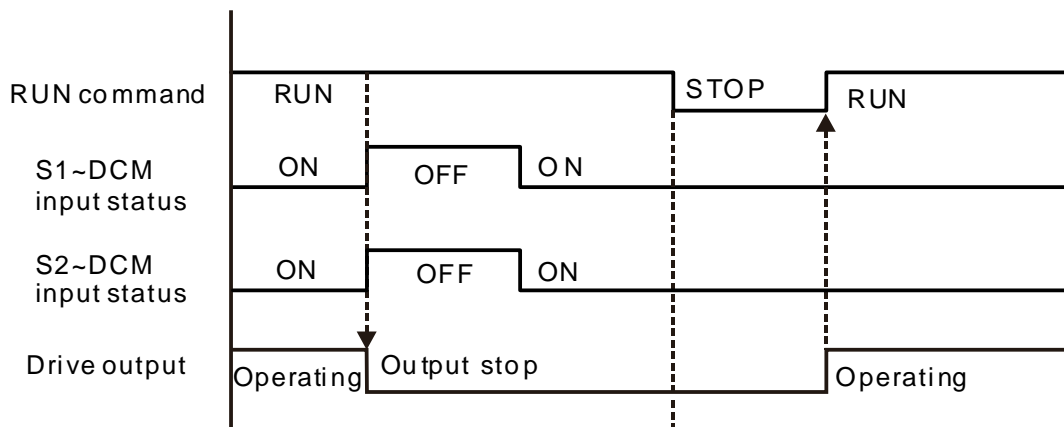 RUN command
RUN
STOP
RUN
S1~DCM
input status
ON
OFF
ON
S2~DCM
input status
ON
OFF
ON
Drive output
Operating
Output stop
Operating